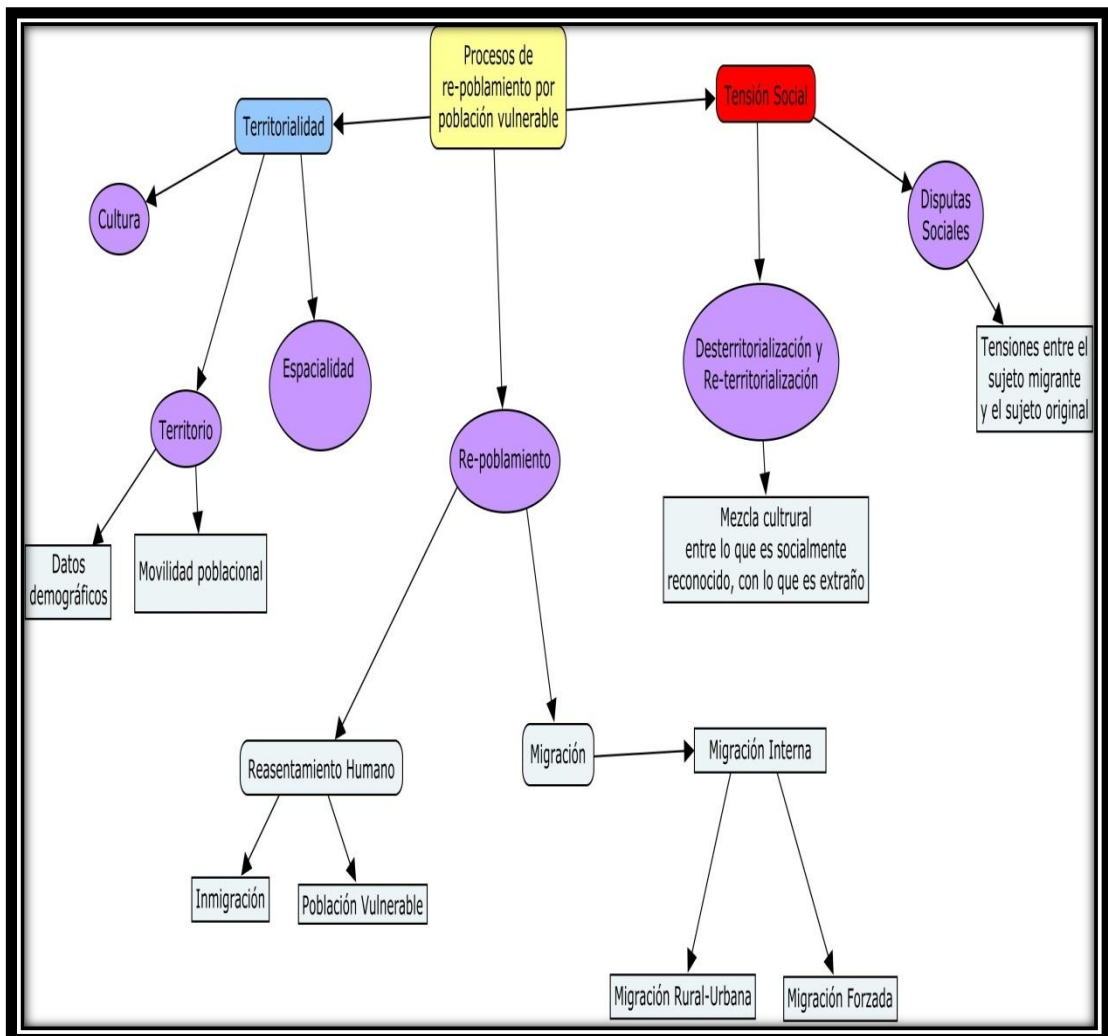 Procesos de
re-poblamiento por
población vulnerable
Territorialidad
Tensión Social
Cultura
Disputas
Sociales
Espacialidad
Desterritorialización y
Re-territorialización
Tensiones entre el
sujeto migrante
y el sujeto original
Territorio
Re-poblamiento
Datos
demográficos
Movilidad poblacional
Mezcla cultrural
entre lo que es socialmente
reconocido, con lo que es extraño
Reasentamiento Humano
Migración
Migración Interna
Inmigración
Población Vulnerable
Migración Rural-Urbana
Migración Forzada